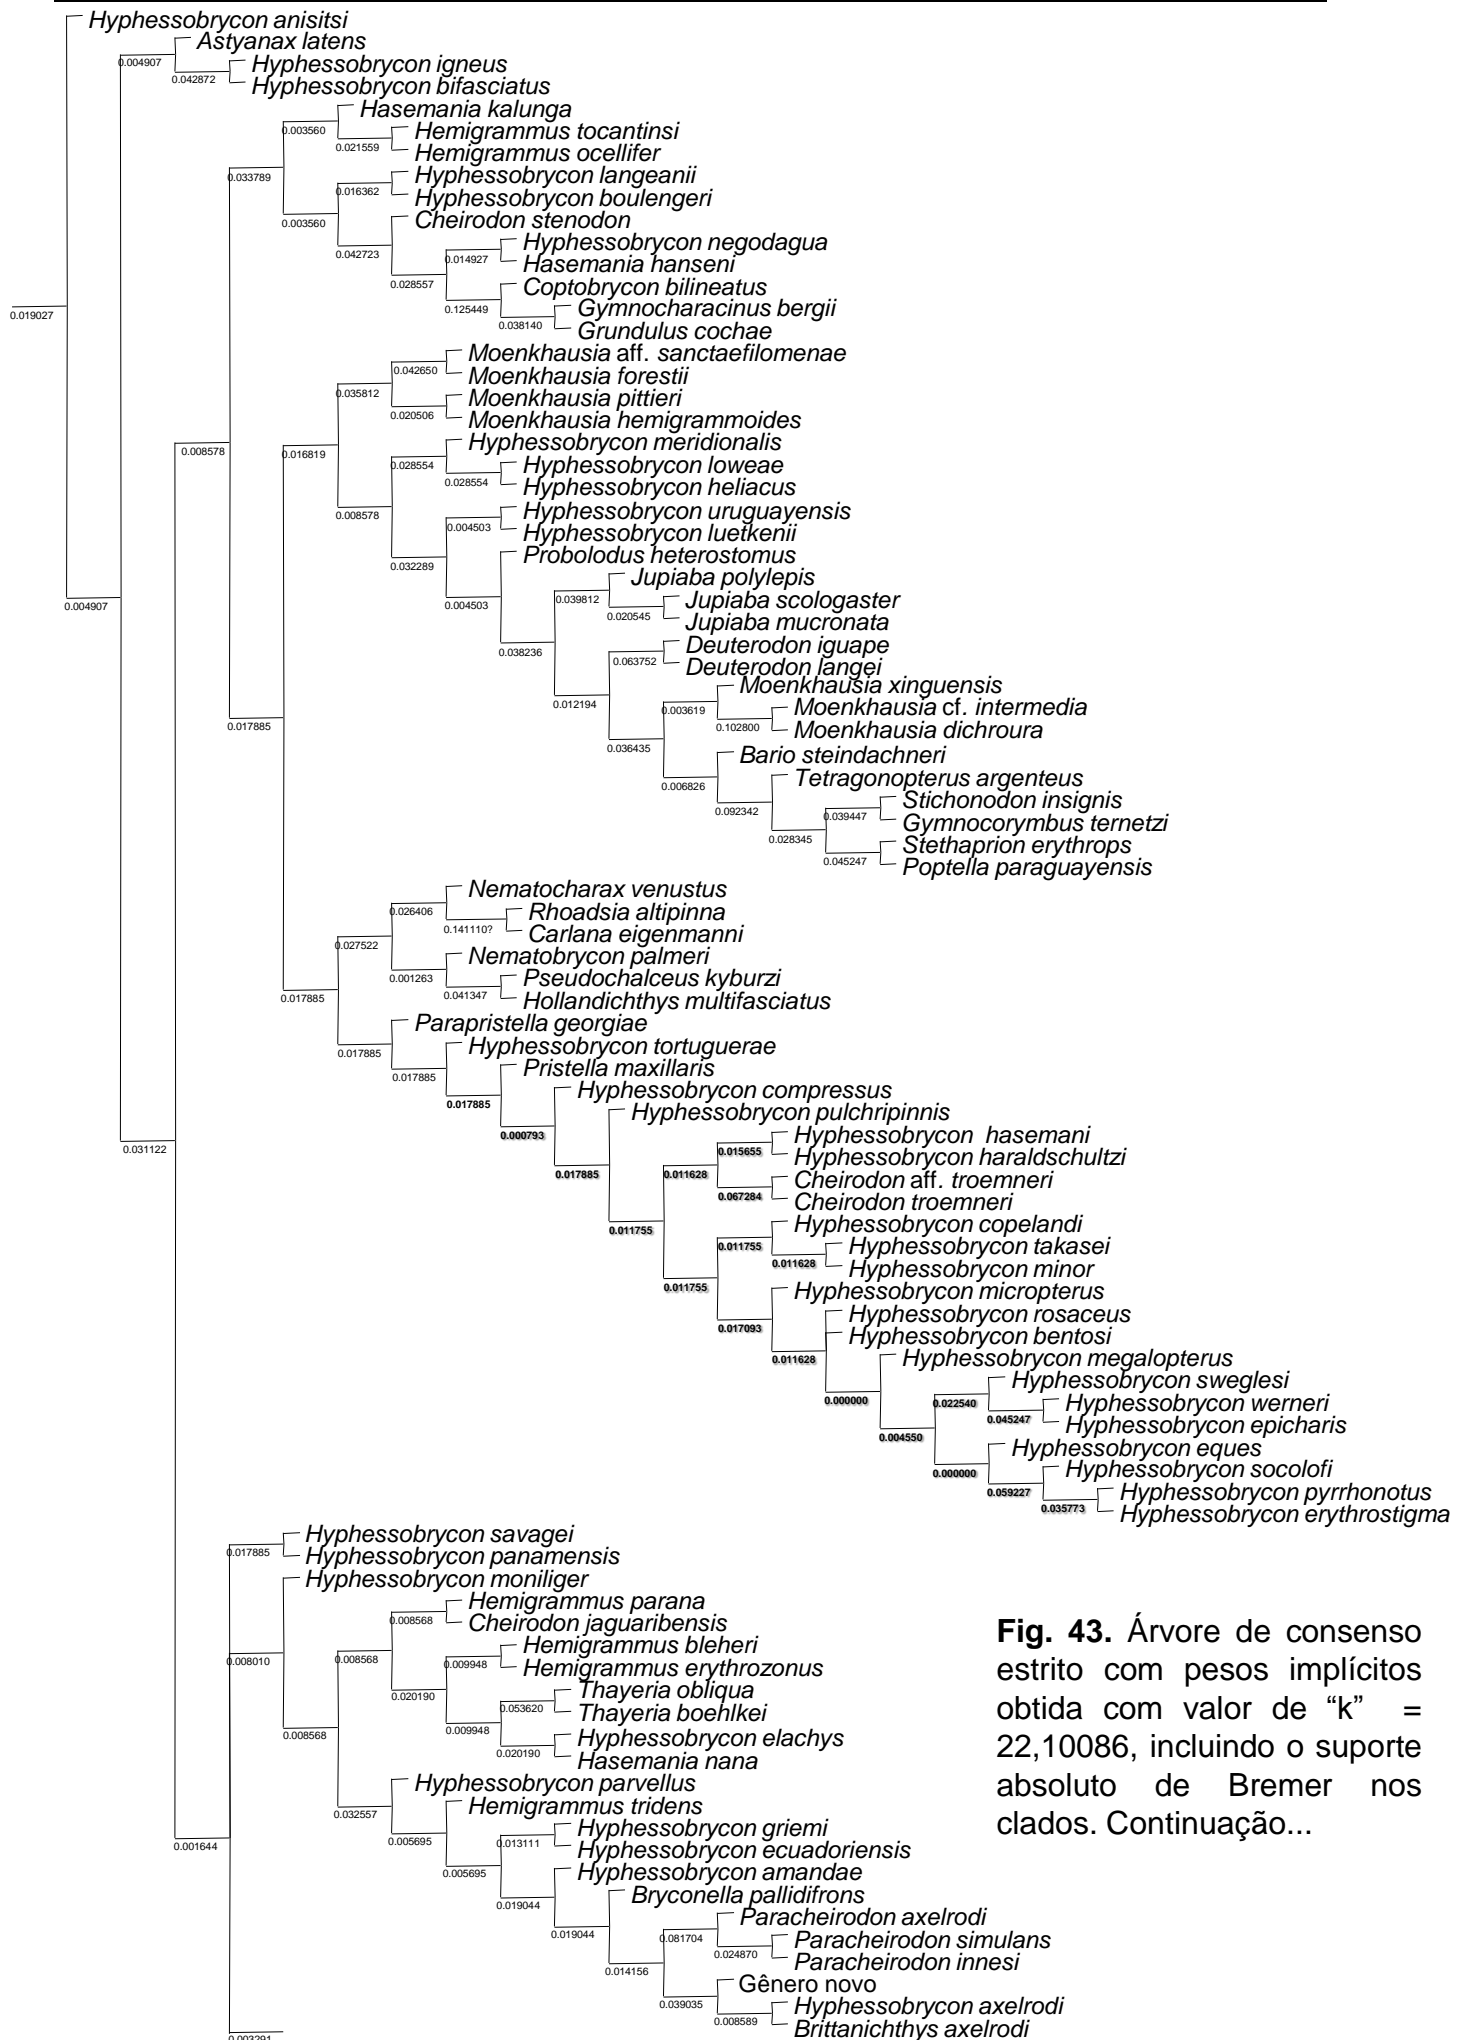 Hyphessobrycon anisitsi
Astyanax latens
0.004907
Hyphessobrycon igneus
0.042872
Hyphessobrycon bifasciatus
Hasemania kalunga
0.003560
Hemigrammus tocantinsi
0.021559
Hemigrammus ocellifer
0.033789
Hyphessobrycon langeanii
0.016362
Hyphessobrycon boulengeri
0.003560
Cheirodon stenodon
0.042723
Hyphessobrycon negodagua
0.014927
Hasemania hanseni
0.028557
Coptobrycon bilineatus
0.125449
Gymnocharacinus bergii
0.019027
0.038140
Grundulus cochae
Moenkhausia aff. sanctaefilomenae
0.042650
Moenkhausia forestii
0.035812
Moenkhausia pittieri
0.020506
Moenkhausia hemigrammoides
Hyphessobrycon meridionalis
0.008578
0.016819
0.028554
Hyphessobrycon loweae
0.028554
Hyphessobrycon heliacus
0.008578
Hyphessobrycon uruguayensis
0.004503
Hyphessobrycon luetkenii
0.032289
Probolodus heterostomus
Jupiaba polylepis
0.004907
0.004503
0.039812
Jupiaba scologaster
0.020545
Jupiaba mucronata
0.038236
Deuterodon iguape
0.063752
Deuterodon langei
Moenkhausia xinguensis
0.012194
0.003619
Moenkhausia cf. intermedia
0.017885
0.102800
Moenkhausia dichroura
0.036435
Bario steindachneri
0.006826
Tetragonopterus argenteus
0.092342
Stichonodon insignis
0.039447
Gymnocorymbus ternetzi
0.028345
Stethaprion erythrops
0.045247
Poptella paraguayensis
Nematocharax venustus
0.026406
Rhoadsia altipinna
0.141110?
Carlana eigenmanni
0.027522
Nematobrycon palmeri
0.001263
Pseudochalceus kyburzi
0.017885
0.041347
Hollandichthys multifasciatus
Parapristella georgiae
0.017885
Hyphessobrycon tortuguerae
0.017885
Pristella maxillaris
0.017885
Hyphessobrycon compressus
Hyphessobrycon pulchripinnis
0.000793
Hyphessobrycon hasemani
0.031122
0.015655
Hyphessobrycon haraldschultzi
0.017885
0.011628
Cheirodon aff. troemneri
0.067284
Cheirodon troemneri
0.011755
Hyphessobrycon copelandi
0.011755
Hyphessobrycon takasei
0.011628
Hyphessobrycon minor
0.011755
Hyphessobrycon micropterus
Hyphessobrycon rosaceus
0.017093
Hyphessobrycon bentosi
0.011628
Hyphessobrycon megalopterus
Hyphessobrycon sweglesi
0.000000
0.022540
Hyphessobrycon werneri
0.045247
Hyphessobrycon epicharis
0.004550
Hyphessobrycon eques
0.000000
Hyphessobrycon socolofi
0.059227
Hyphessobrycon pyrrhonotus
0.035773
Hyphessobrycon erythrostigma
Hyphessobrycon savagei
0.017885
Hyphessobrycon panamensis
Hyphessobrycon moniliger
Hemigrammus parana
0.008568
Cheirodon jaguaribensis
Hemigrammus bleheri
0.008010
0.008568
0.009948
Hemigrammus erythrozonus
0.020190
Thayeria obliqua
0.053620
Thayeria boehlkei
0.008568
0.009948
Hyphessobrycon elachys
0.020190
Hasemania nana
Hyphessobrycon parvellus
0.032557
Hemigrammus tridens
0.001644
0.005695
Hyphessobrycon griemi
0.013111
Hyphessobrycon ecuadoriensis
0.005695
Hyphessobrycon amandae
0.019044
Bryconella pallidifrons
0.019044
Paracheirodon axelrodi
0.081704
Paracheirodon simulans
0.024870
Paracheirodon innesi
0.014156
Gênero novo
0.039035
Hyphessobrycon axelrodi
0.008589
Brittanichthys axelrodi
0.003291
Fig. 43. Árvore de consenso
estrito com pesos implícitos
obtida com valor de “k” =
22,10086, incluindo o suporte
absoluto de Bremer nos
clados. Continuação...